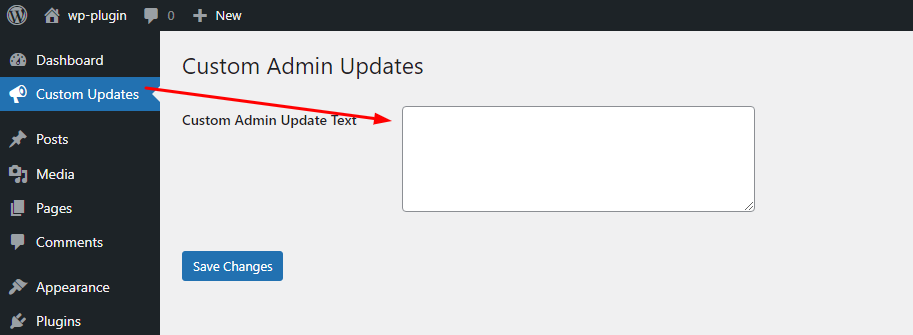 wp-plugin 0 New
Dashboard
Custom Updates
Posts
Media
Pages
Comments
Appearance
Plugins
Custom Admin Updates
Custom Admin Update Text
Save Changes